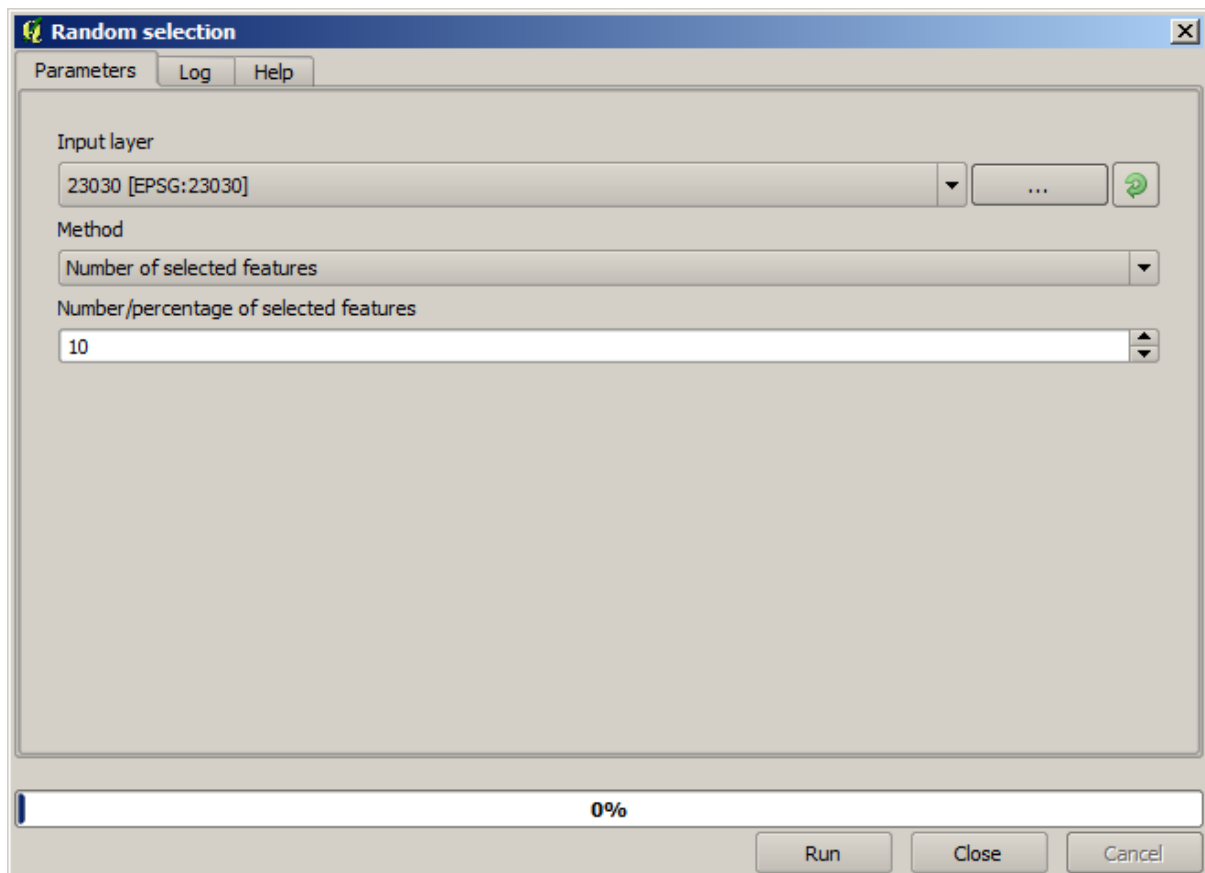 Random selection
Parameters Log Help
Input layer
23030 [EPSG:23030] ...
Method
Number of selected features
Number/percentage of selected features
10
0%
Run Close Cancel